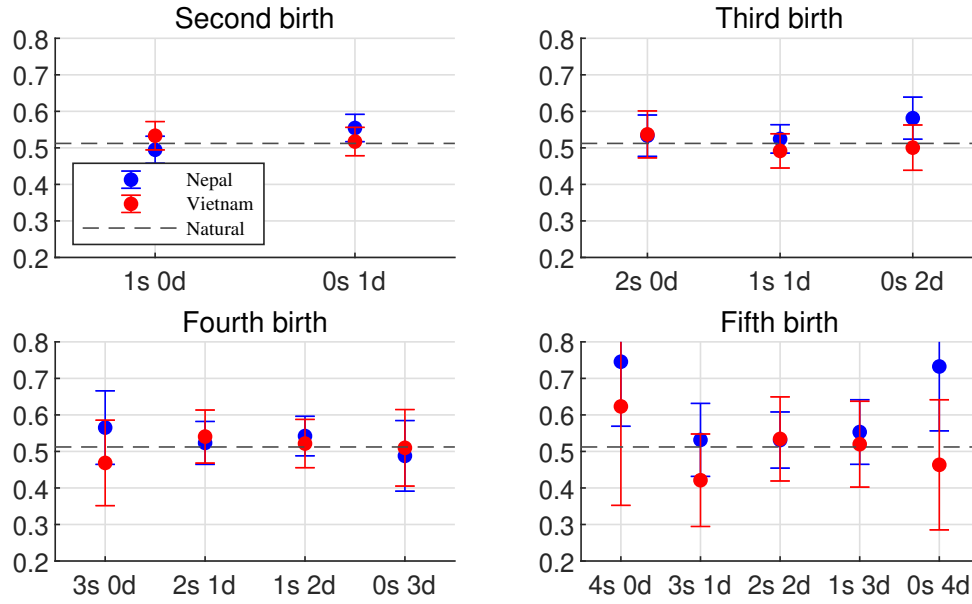 Second birth
0.8
0.7
0.6
0.5
0.4
0.3
0.2
Nepal
Vietnam
Natural
1s 0d 0s 1d
Third birth
0.8
0.7
0.6
0.5
0.4
0.3
0.2
2s 0d 1s 1d 0s 2d
Fourth birth
0.8
0.7
0.6
0.5
0.4
0.3
0.2
3s 0d 2s 1d 1s 2d 0s 3d
Fifth birth
0.8
0.7
0.6
0.5
0.4
0.3
0.2
4s 0d 3s 1d 2s 2d 1s 3d 0s 4d